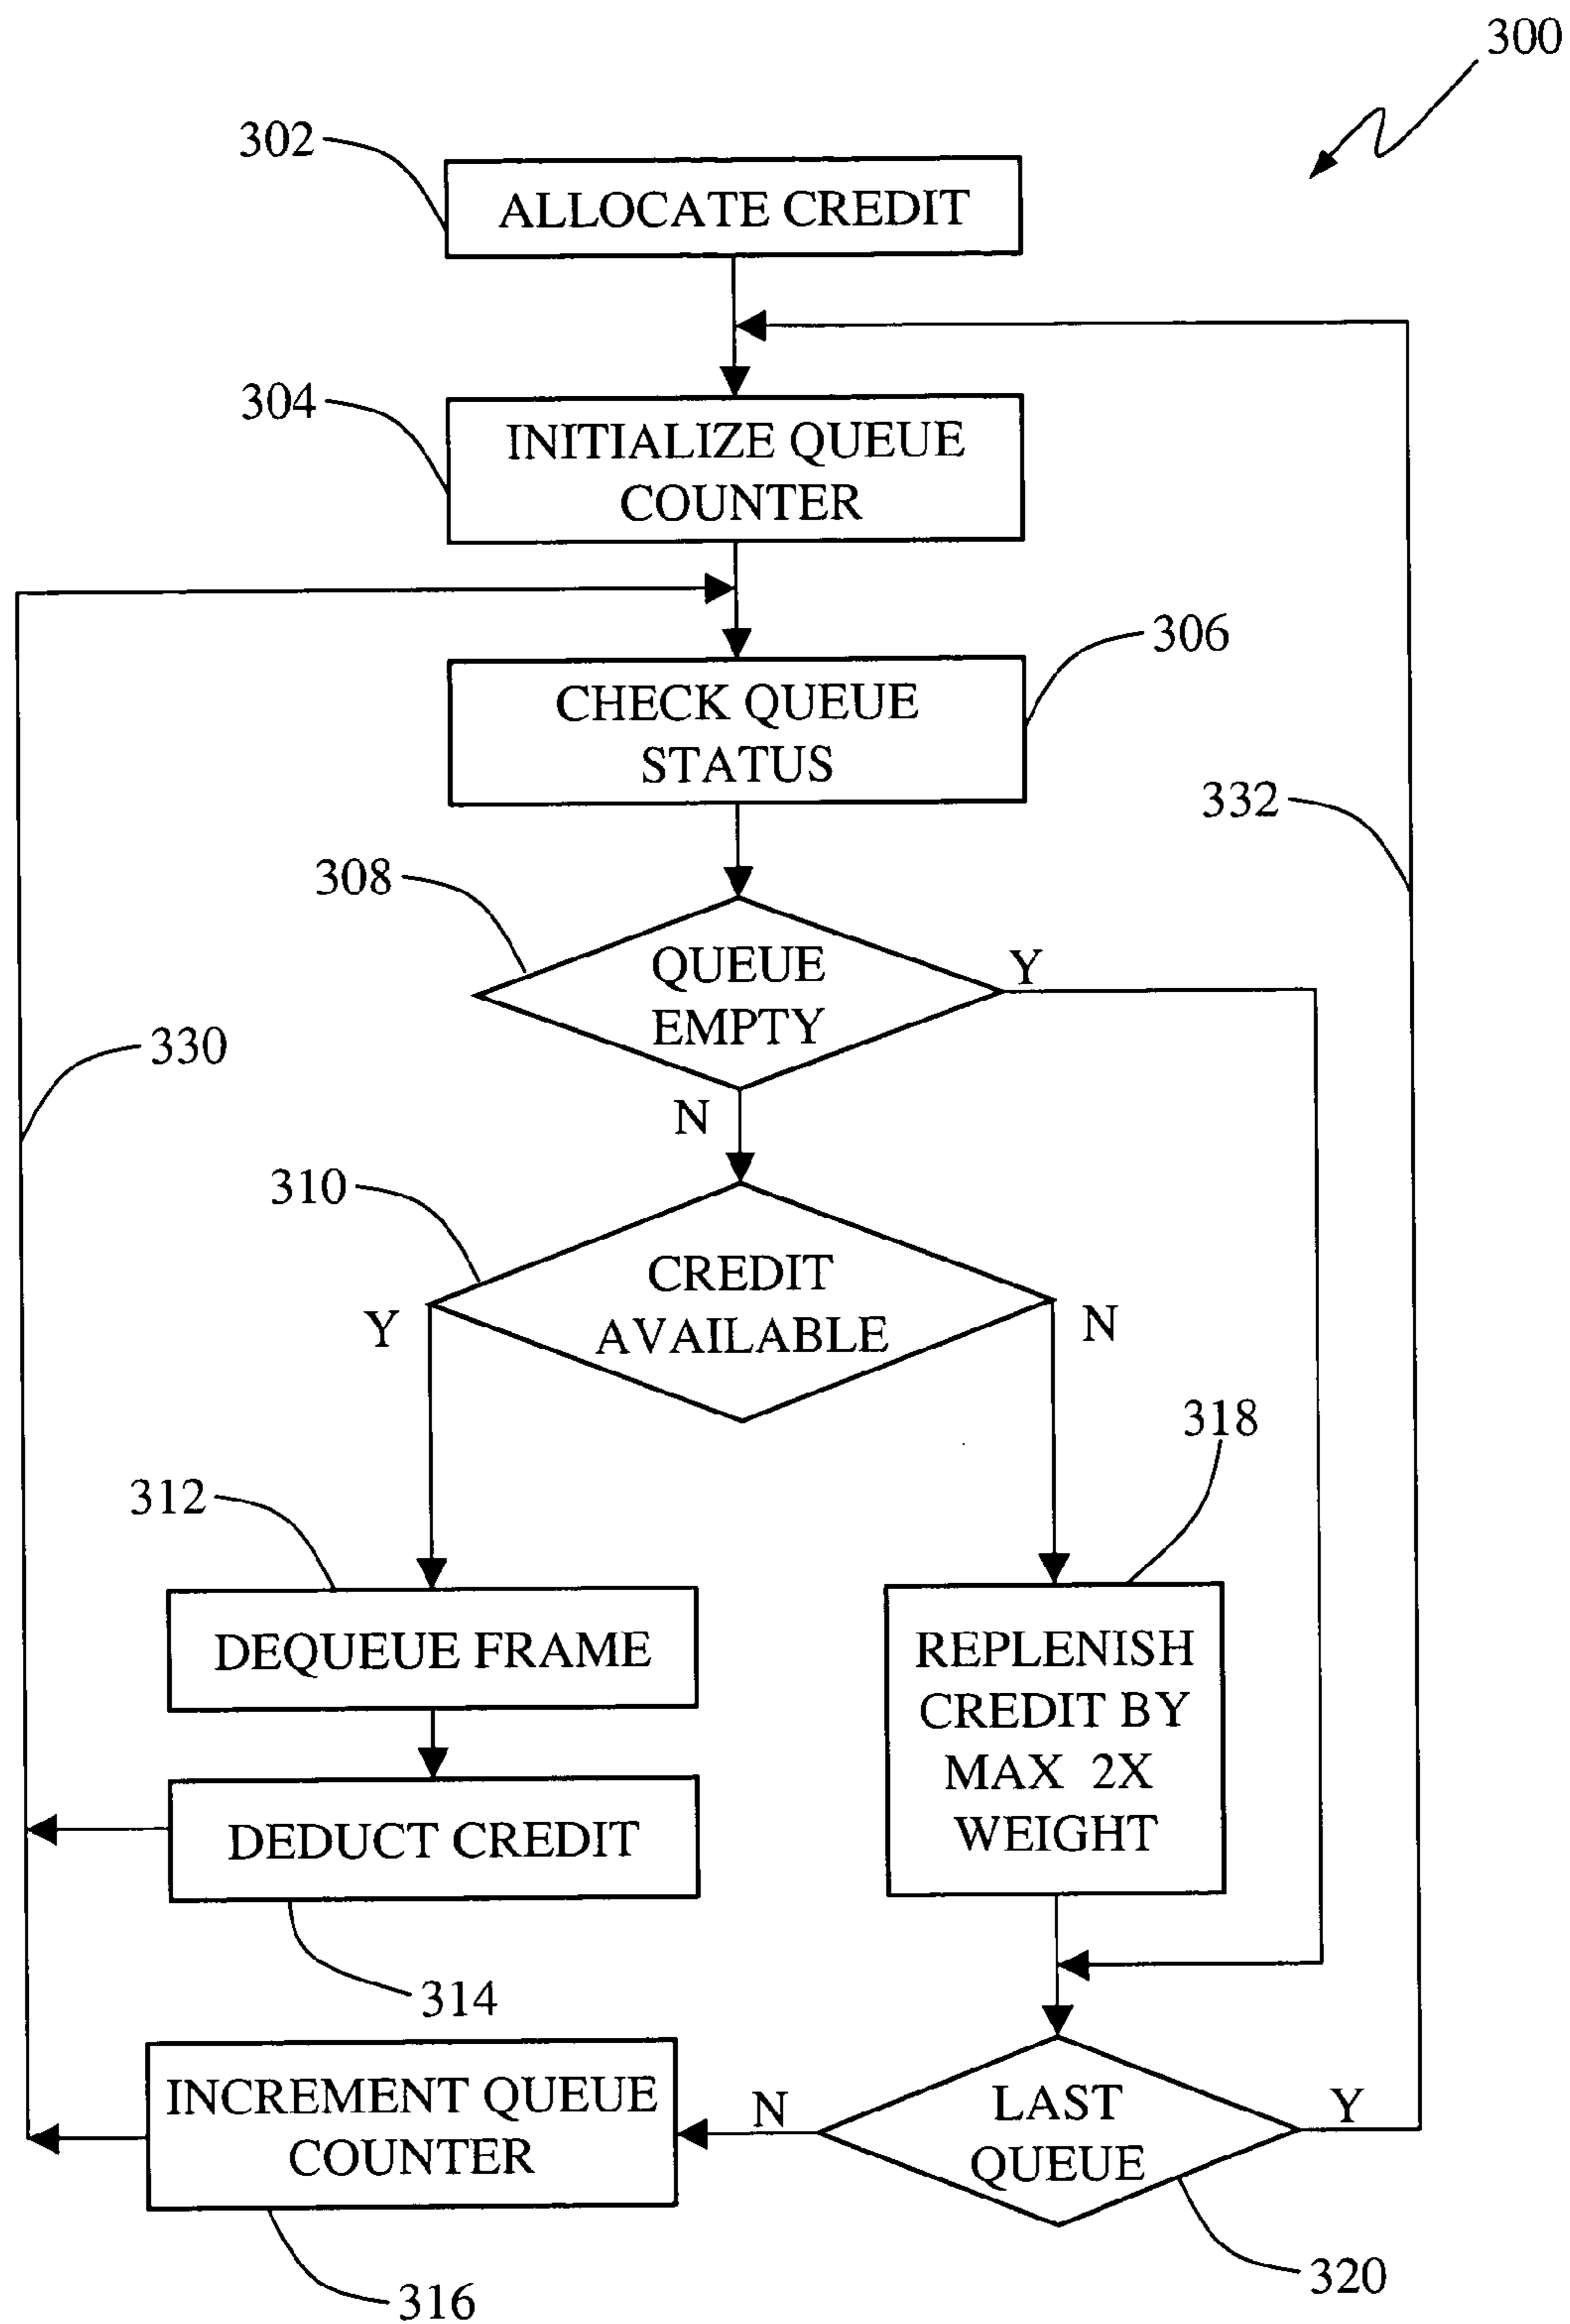 300
302
ALLOCATE CREDIT
304
INITIALIZE QUEUE
COUNTER
306
CHECK QUEUE
STATUS
332
308
QUEUE
EMPTY
Y
330
N
310
CREDIT
AVAILABLE
Y
N
318
312
DEQUEUE FRAME
REPLENISH
CREDIT BY
MAX 2X
WEIGHT
DEDUCT CREDIT
314
INCREMENT QUEUE
COUNTER
N
LAST
QUEUE
Y
316
320